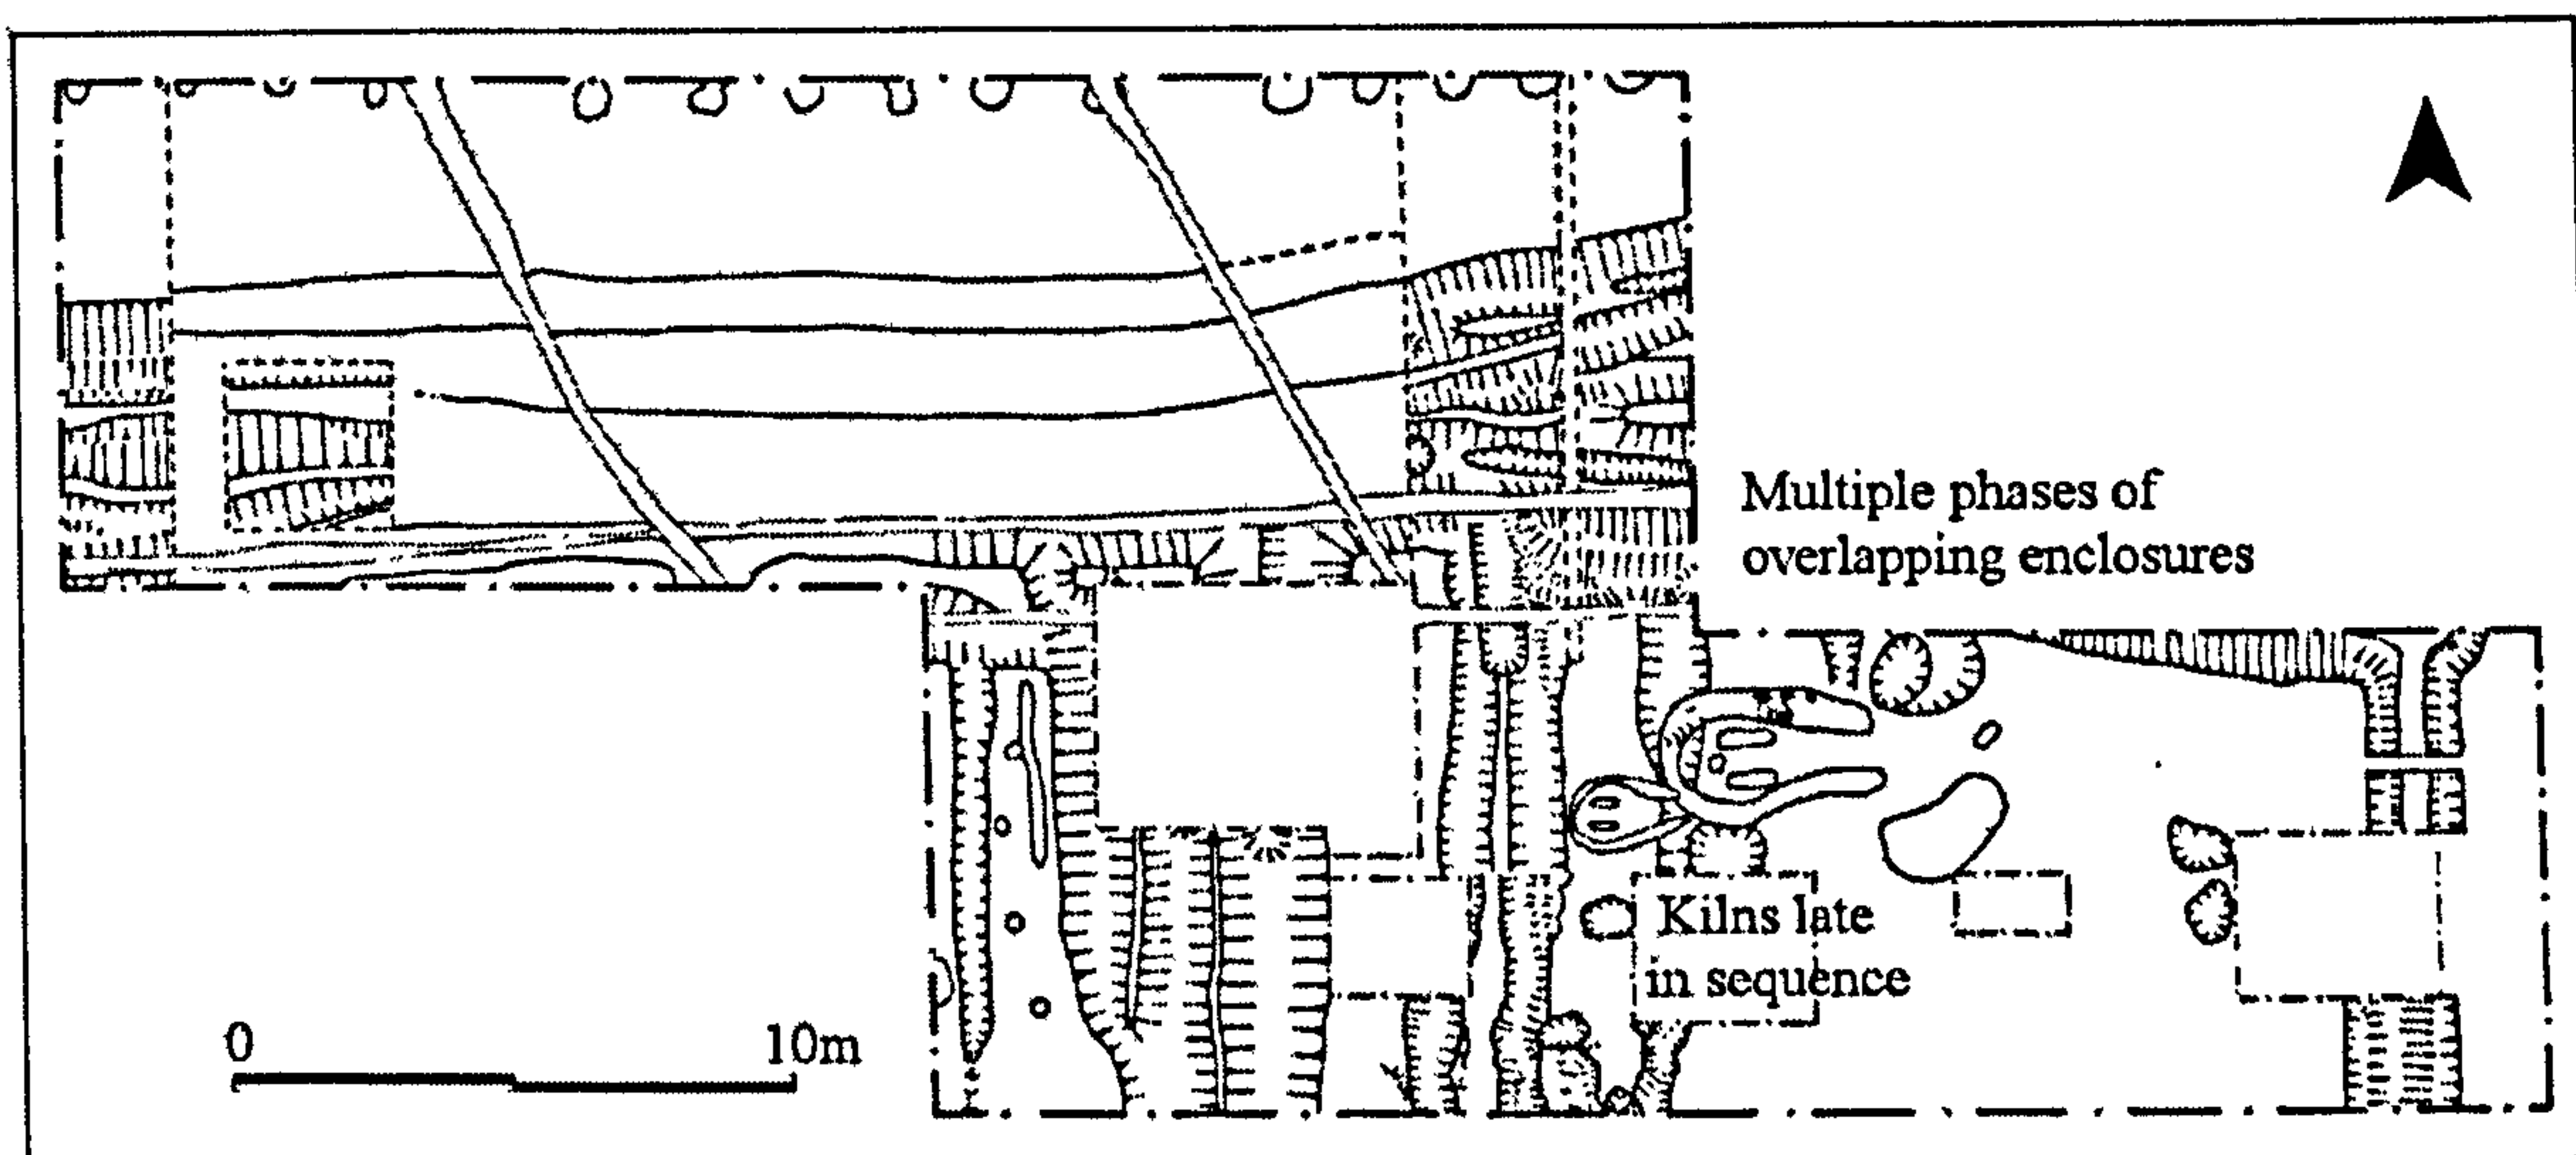 Multiple phases of
overlapping enclosures
Kilns late
in sequence
0 10m